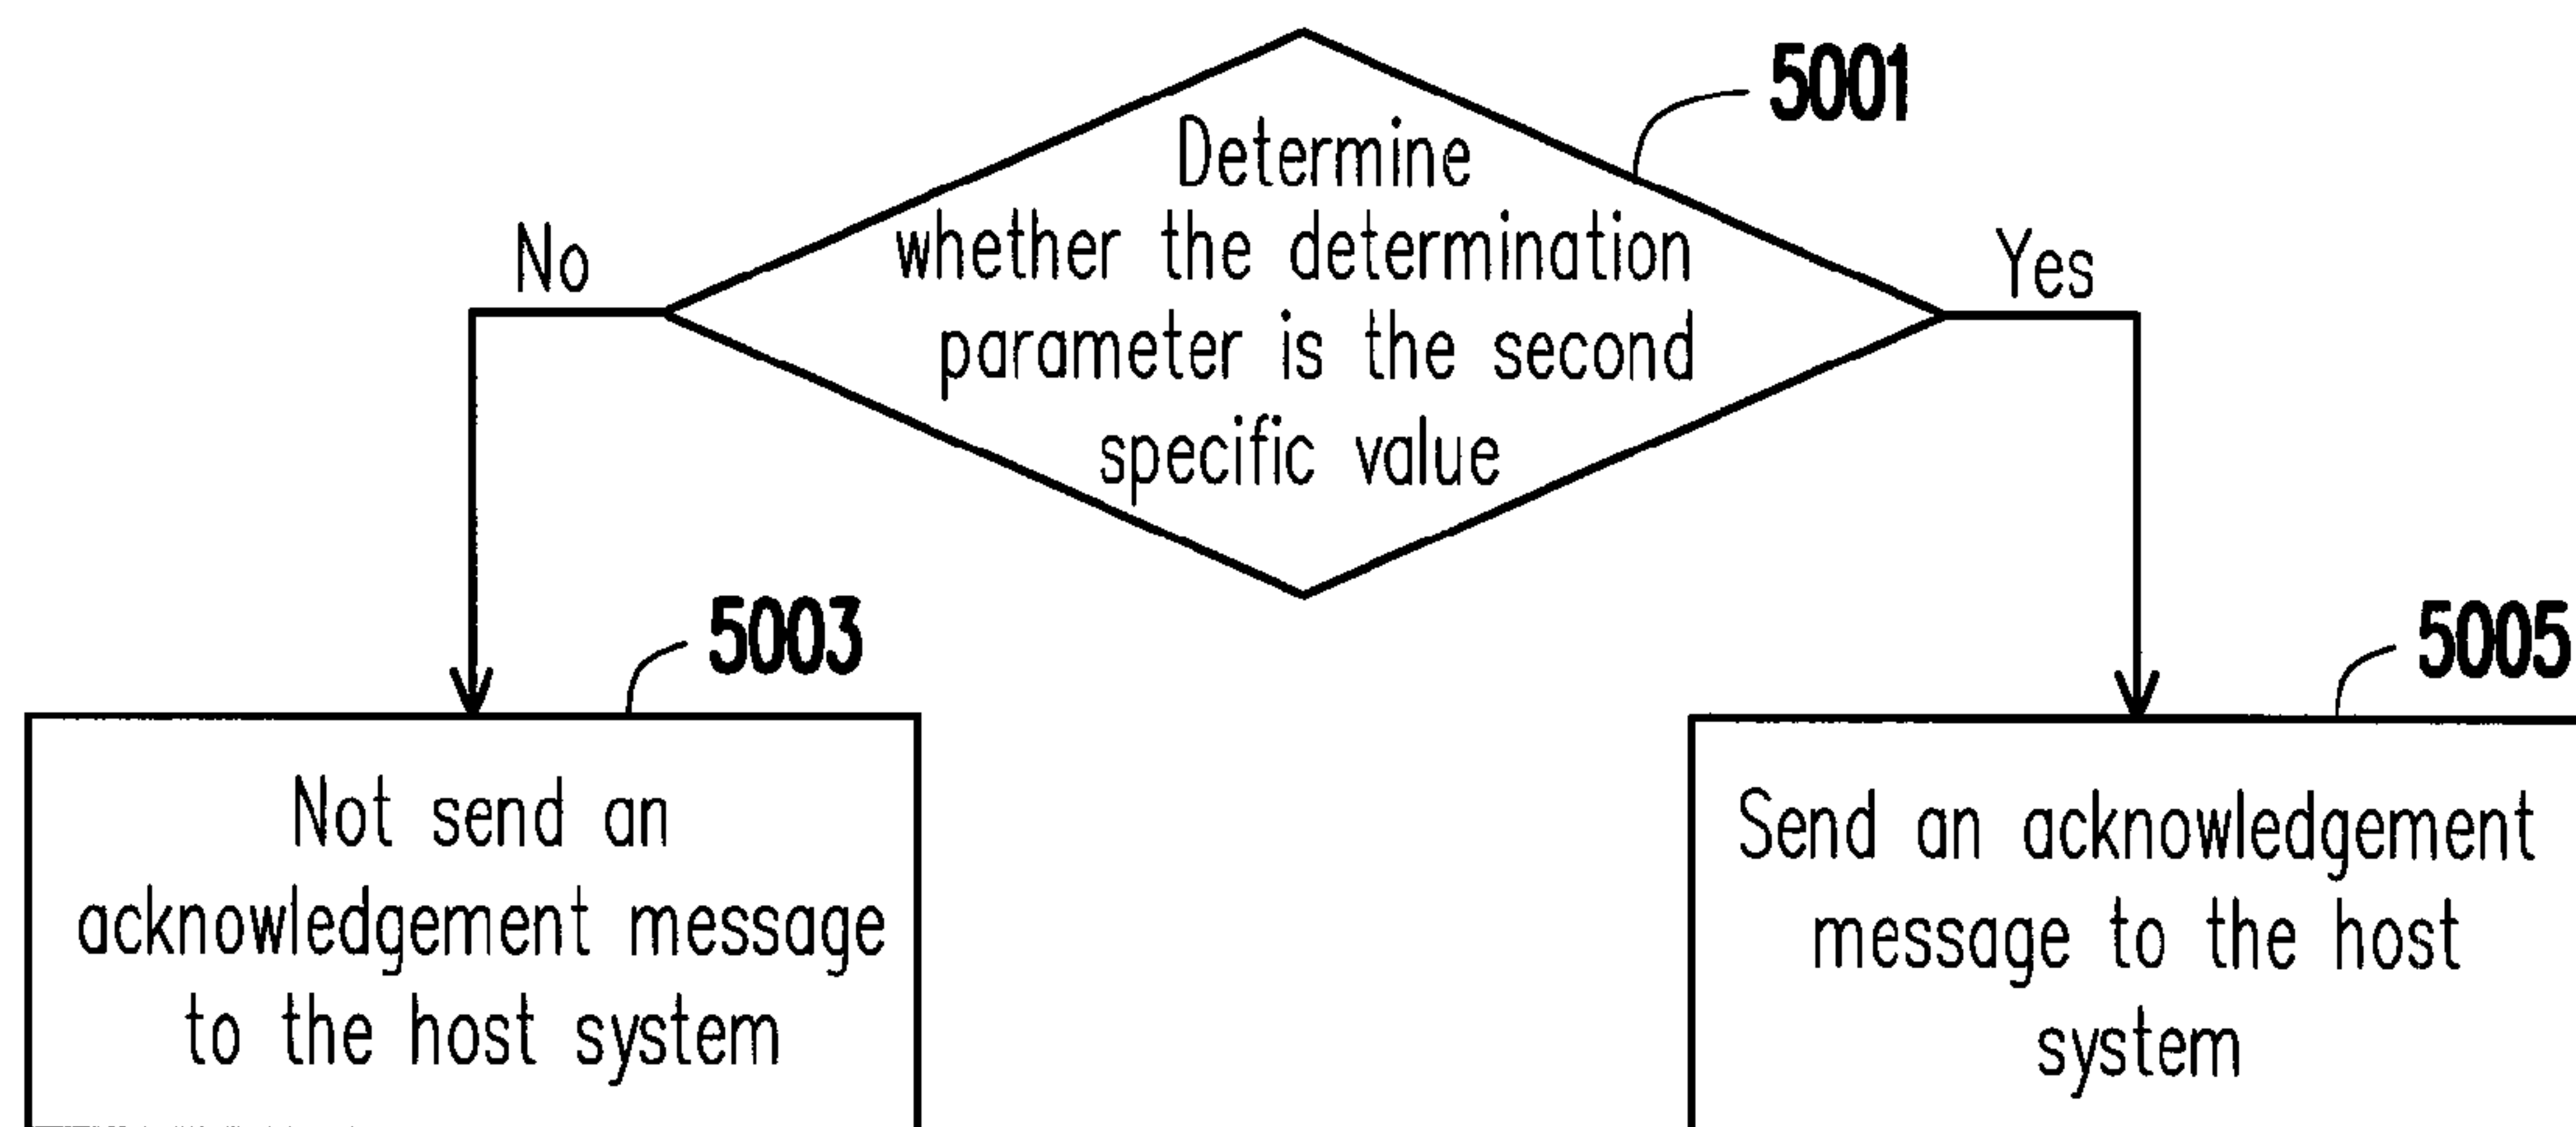 5001
Determine
whether the determination
parameter is the second
specific value
No
Yes
5003
5005
Not send an
acknowledgement message
to the host system
Send an acknowledgement
message to the host
system